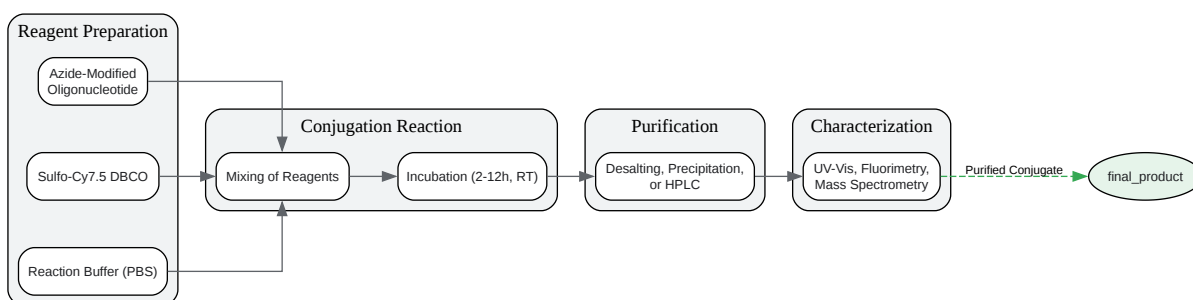 Reagent Preparation
Azide-Modified
Oligonucleotide
Sulfo-Cy7.5 DBCO
Reaction Buffer (PBS)
Conjugation Reaction
Mixing of Reagents
Incubation (2-12h, RT)
Purification
Desalting, Precipitation,
or HPLC
Characterization
UV-Vis, Fluorimetry,
Mass Spectrometry
Purified Conjugate
final_product